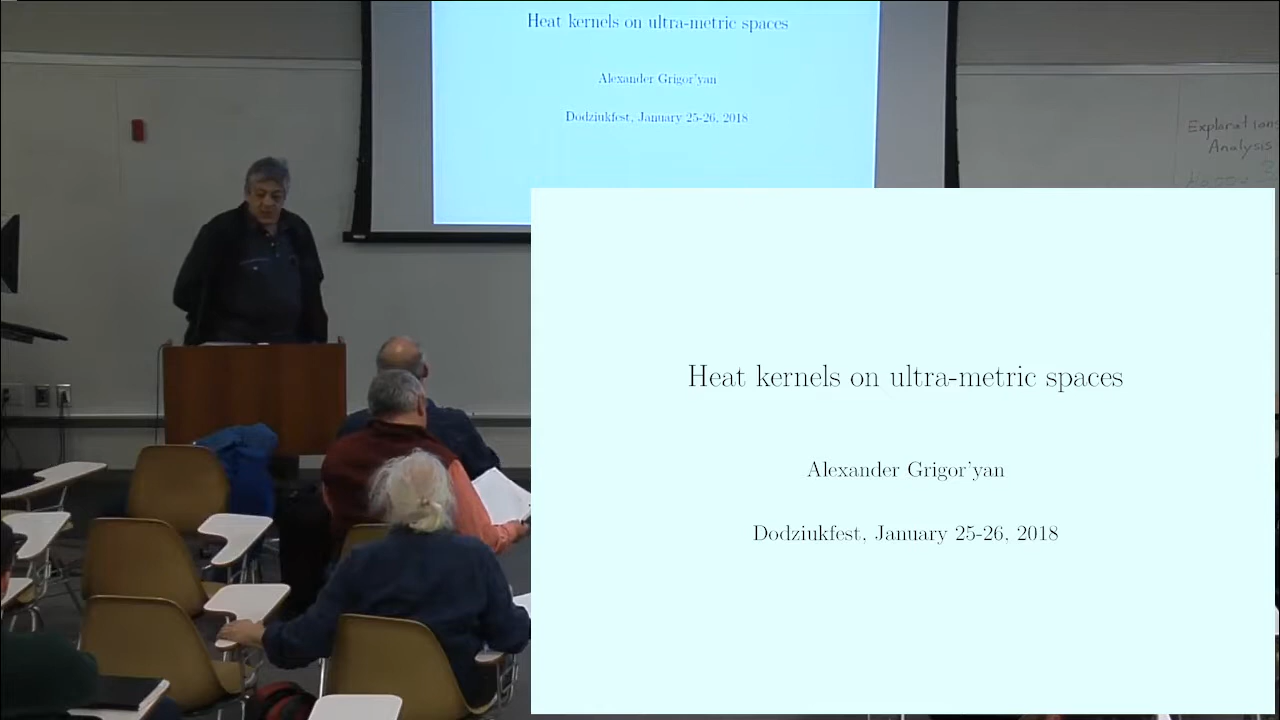 Heat kernels on ultra-metric spaces
Alexander Grigor'yan
Dodziukfest, January 25-26, 2018
Explanations
Analysis
Heat kernels on ultra-metric spaces
Alexander Grigor'yan
Dodziukfest, January 25-26, 2018